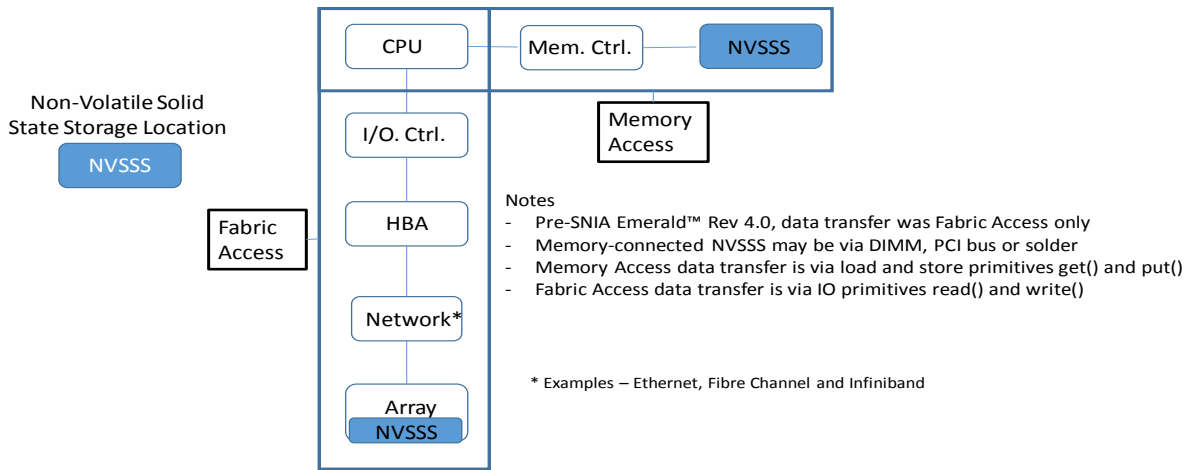 CPU
Mem. Ctrl.
NVSSS
Non-Volatile Solid
State Storage Location
NVSSS
I/O. Ctrl.
Memory
Access
Fabric
Access
HBA
Network*
Array
NVSSS
Notes
- Pre-SNIA Emerald™ Rev 4.0, data transfer was Fabric Access only
- Memory-connected NVSSS may be via DIMM, PCI bus or solder
- Memory Access data transfer is via load and store primitives get() and put()
- Fabric Access data transfer is via IO primitives read() and write()
* Examples – Ethernet, Fibre Channel and Infiniband